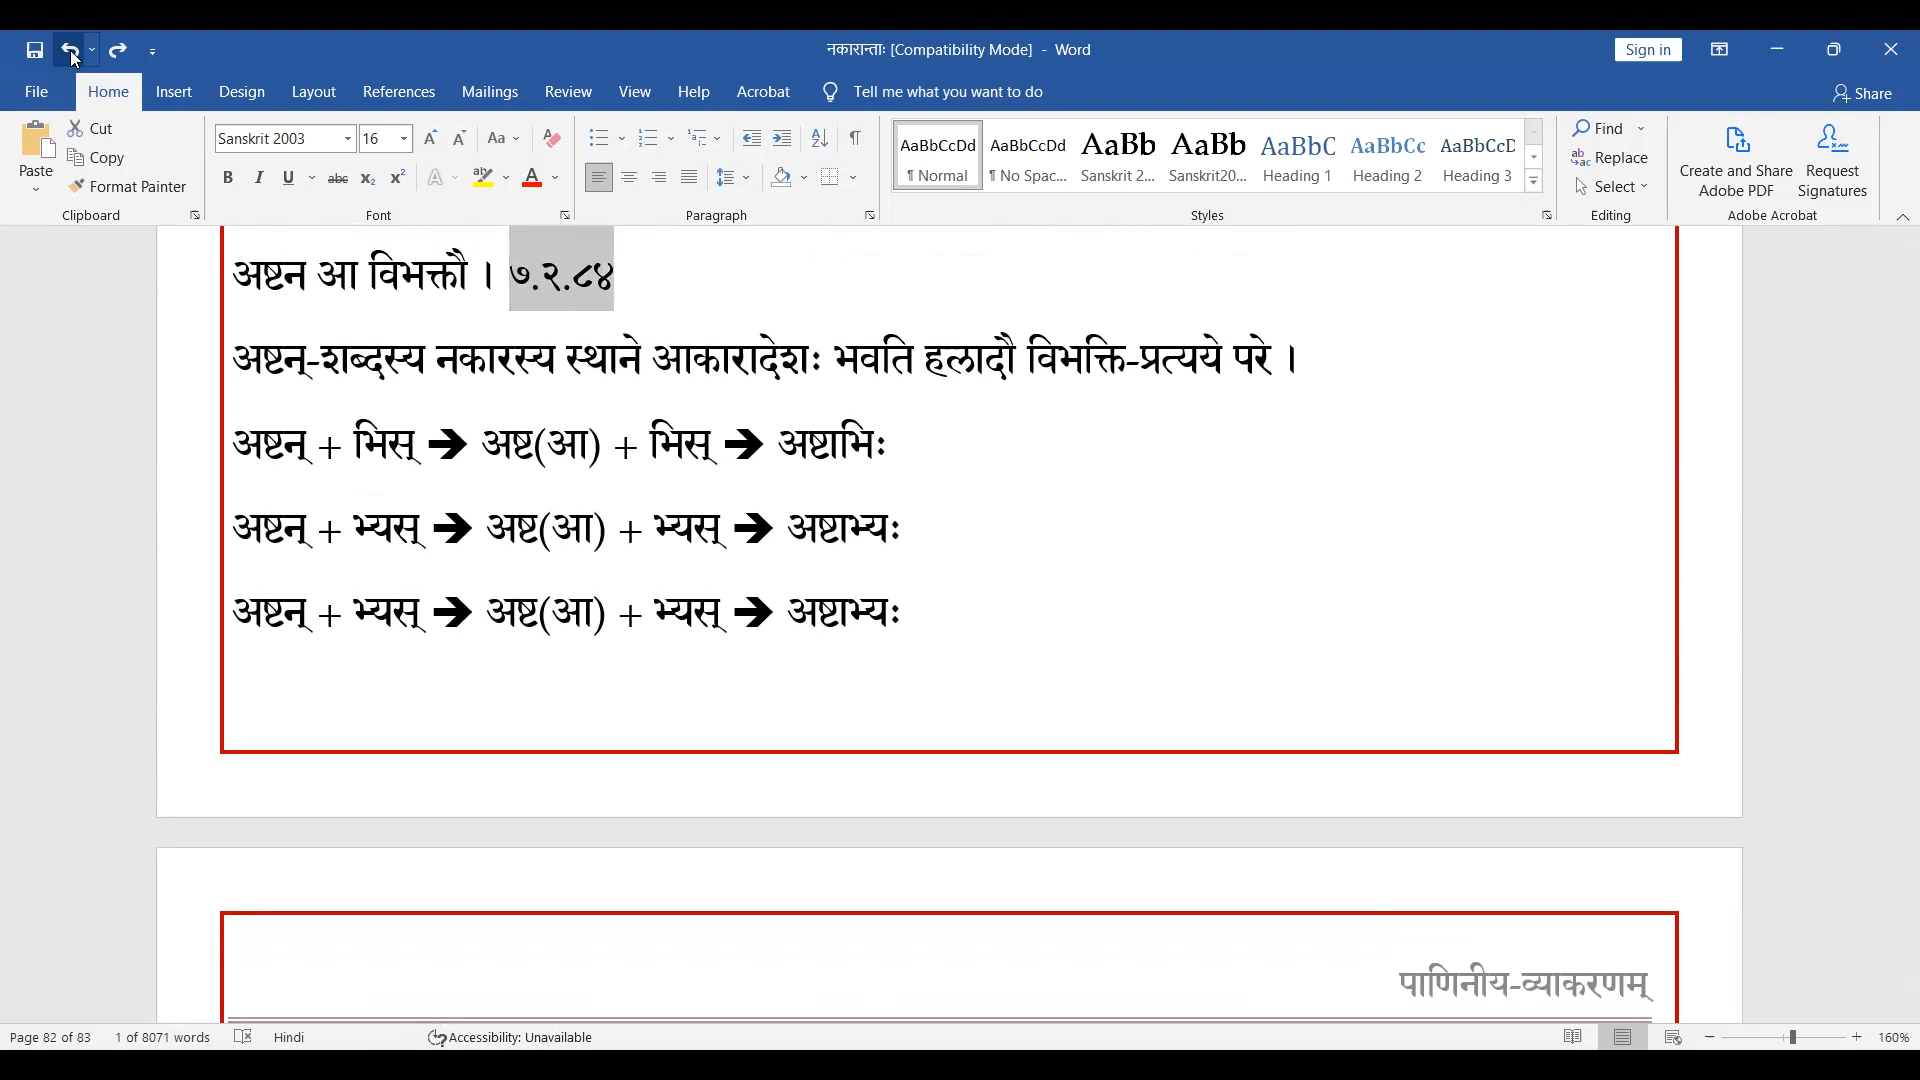 नकारान्ताः [Compatibility Mode] - Word
Sign in
File Home Insert Design Layout References Mailings Review View Help Acrobat Tell me what you want to do Share
Paste Cut Copy Format Painter Clipboard
Sanskrit 2003 16 Aa Font
Paragraph
AaBbCcDd AaBbCcDd AaBb AaBb AaBbC AaBbCc AaBbCcD
¶ Normal ¶ No Spac... Sanskrit 2... Sanskrit20... Heading 1 Heading 2 Heading 3
Styles
Find Replace Select Editing
Create and Share Adobe PDF Request Signatures Adobe Acrobat
अष्टन आ विभक्तौ । ७.२.८४
अष्टन्-शब्दस्य नकारस्य स्थाने आकारादेशः भवति हलादौ विभक्ति-प्रत्यये परे ।
अष्टन् + भिस् ➔ अष्ट(आ) + भिस् ➔ अष्टाभिः
अष्टन् + भ्यस् ➔ अष्ट(आ) + भ्यस् ➔ अष्टाभ्यः
अष्टन् + भ्यस् ➔ अष्ट(आ) + भ्यस् ➔ अष्टाभ्यः
पाणिनीय-व्याकरणम्
Page 82 of 83 1 of 8071 words Hindi Accessibility: Unavailable 160%